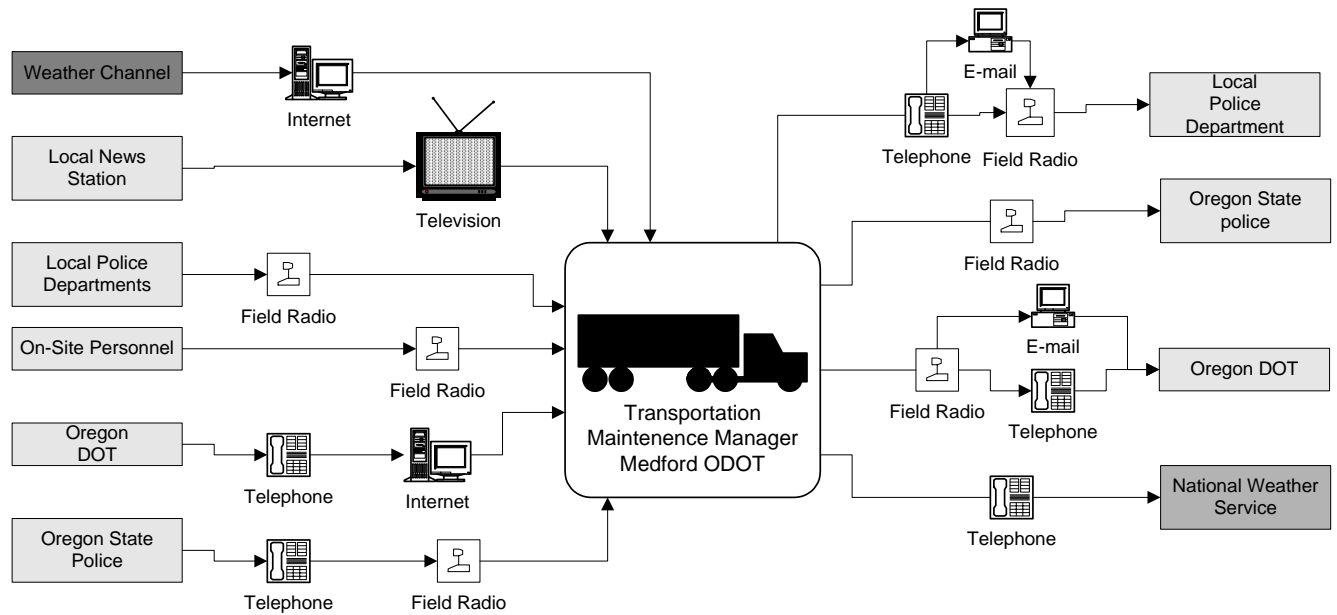 Weather Channel
Internet
Local News
Station
Television
Local Police
Departments
Field Radio
On-Site Personnel
Field Radio
Oregon
DOT
Telephone
Internet
Oregon State
Police
Telephone
Field Radio
Transportation
Maintenence Manager
Medford ODOT
E-mail
Telephone
Field Radio
Local
Police
Department
Field Radio
Oregon State
police
Field Radio
E-mail
Telephone
Oregon DOT
Telephone
National Weather
Service